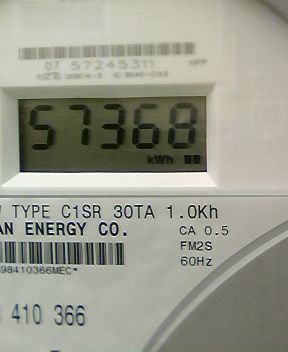 07 57245311
57368
kWh
TYPE C1SR 30TA 1.0Kh
AN ENERGY CO. CA 0.5
FM2S
60Hz
98410366MEC*
410 366